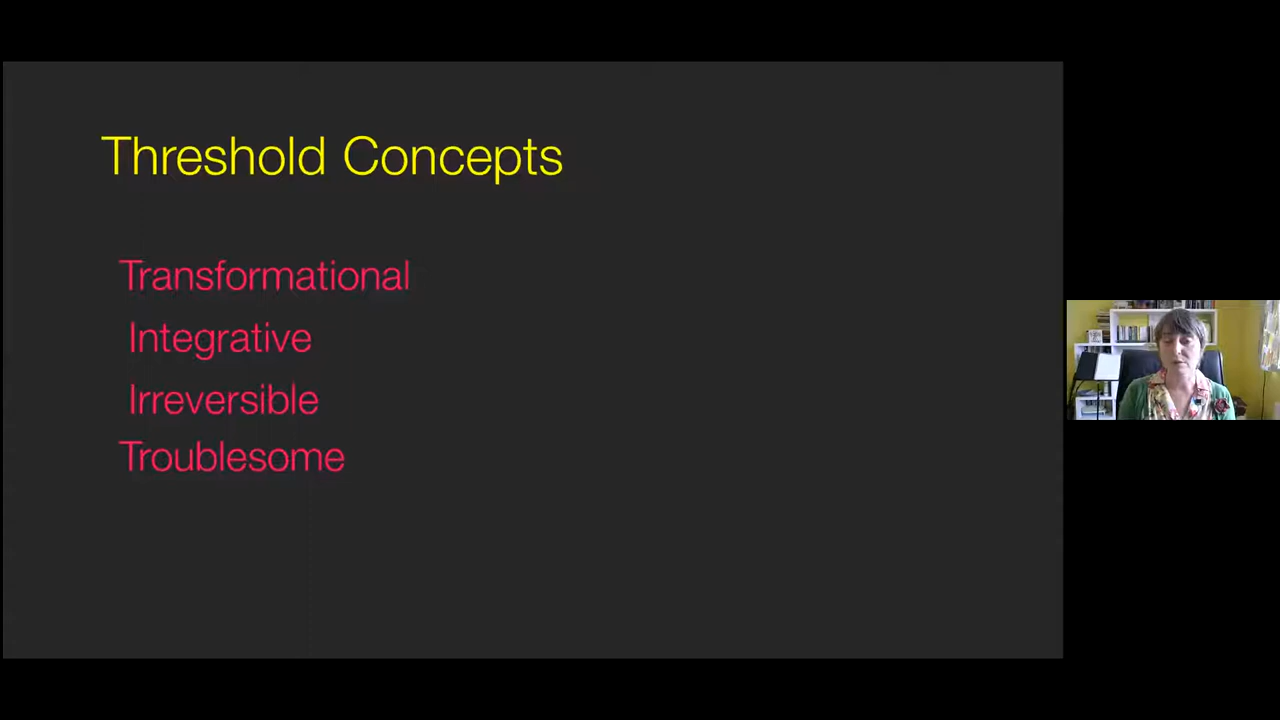 Threshold Concepts
Transformational
Integrative
Irreversible
Troublesome